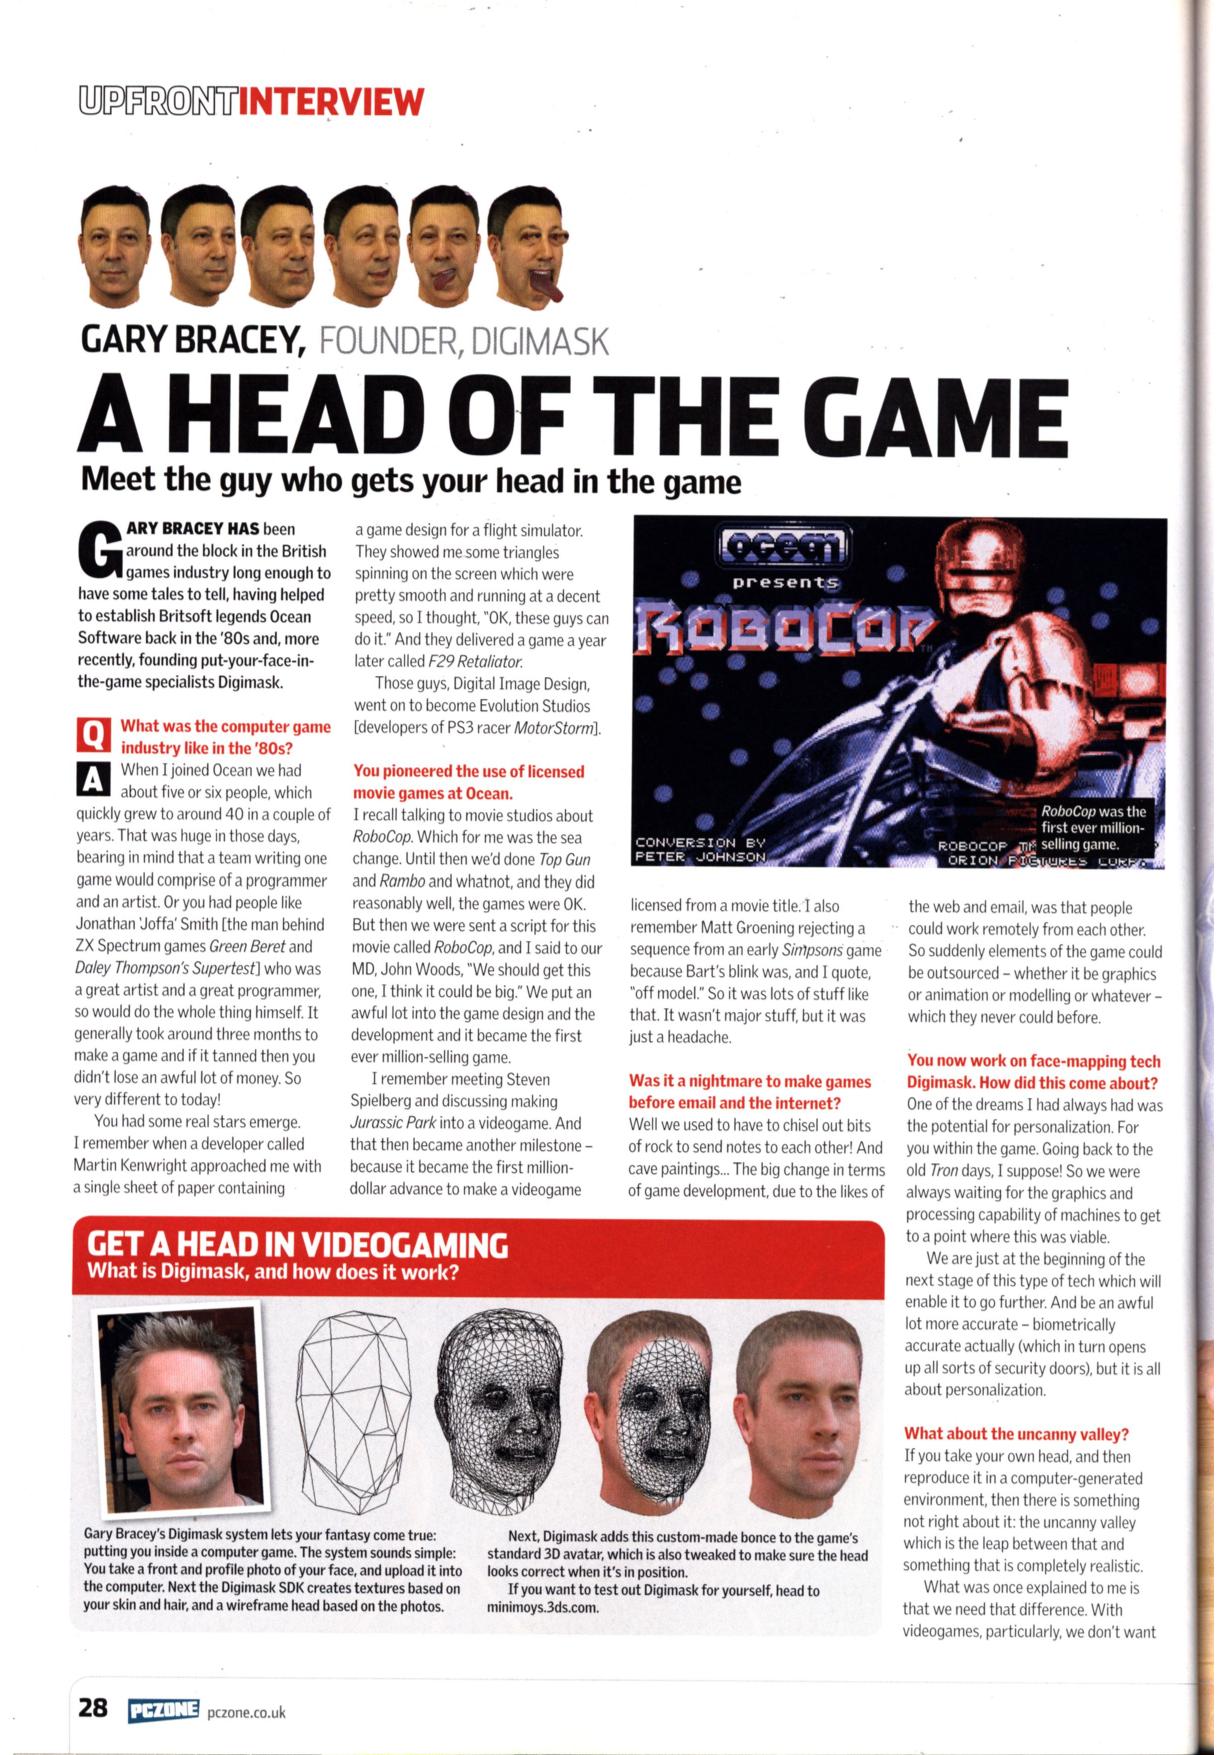 UPFRONTINTERVIEW
GARY BRACEY, FOUNDER, DIGIMASK
A HEAD OF THE GAME
Meet the guy who gets your head in the game
GARY BRACEY HAS been
around the block in the British
games industry long enough to
have some tales to tell, having helped
to establish Britsoft legends Ocean
Software back in the '80s and, more
recently, founding put-your-face-in-
the-game specialists Digimask.
Q What was the computer game
industry like in the '80s?
A When I joined Ocean we had
about five or six people, which
quickly grew to around 40 in a couple of
years. That was huge in those days,
bearing in mind that a team writing one
game would comprise of a programmer
and an artist. Or you had people like
Jonathan 'Joffa' Smith [the man behind
ZX Spectrum games Green Beret and
Daley Thompson's Supertest] who was
a great artist and a great programmer,
so would do the whole thing himself. It
generally took around three months to
make a game and if it tanned then you
didn't lose an awful lot of money. So
very different to today!
You had some real stars emerge.
I remember when a developer called
Martin Kenwright approached me with
a single sheet of paper containing
a game design for a flight simulator.
They showed me some triangles
spinning on the screen which were
pretty smooth and running at a decent
speed, so I thought, "OK, these guys can
do it." And they delivered a game a year
later called F29 Retaliator.
Those guys, Digital Image Design,
went on to become Evolution Studios
[developers of PS3 racer MotorStorm].
You pioneered the use of licensed
movie games at Ocean.
I recall talking to movie studios about
RoboCop. Which for me was the sea
change. Until then we'd done Top Gun
and Rambo and whatnot, and they did
reasonably well, the games were OK.
But then we were sent a script for this
movie called RoboCop, and I said to our
MD, John Woods, "We should get this
one, I think it could be big." We put an
awful lot into the game design and the
development and it became the first
ever million-selling game.
I remember meeting Steven
Spielberg and discussing making
Jurassic Park into a videogame. And
that then became another milestone –
because it became the first million-
dollar advance to make a videogame
ocean
presents
ROBOCOP TM
CONVERSION BY
PETER JOHNSON
ROBOCOP TM
ORION PICTURES CORP.
RoboCop was the
first ever million-
selling game.
licensed from a movie title. I also
remember Matt Groening rejecting a
sequence from an early Simpsons game
because Bart's blink was, and I quote,
"off model." So it was lots of stuff like
that. It wasn't major stuff, but it was
just a headache.
Was it a nightmare to make games
before email and the internet?
Well we used to have to chisel out bits
of rock to send notes to each other! And
cave paintings... The big change in terms
of game development, due to the likes of
the web and email, was that people
could work remotely from each other.
So suddenly elements of the game could
be outsourced – whether it be graphics
or animation or modelling or whatever –
which they never could before.
You now work on face-mapping tech
Digimask. How did this come about?
One of the dreams I had always had was
the potential for personalization. For
you within the game. Going back to the
old Tron days, I suppose! So we were
always waiting for the graphics and
processing capability of machines to get
to a point where this was viable.
We are just at the beginning of the
next stage of this type of tech which will
enable it to go further. And be an awful
lot more accurate – biometrically
accurate actually (which in turn opens
up all sorts of security doors), but it is all
about personalization.
What about the uncanny valley?
If you take your own head, and then
reproduce it in a computer-generated
environment, then there is something
not right about it: the uncanny valley
which is the leap between that and
something that is completely realistic.
What was once explained to me is
that we need that difference. With
videogames, particularly, we don't want
GET A HEAD IN VIDEOGAMING
What is Digimask, and how does it work?
Gary Bracey's Digimask system lets your fantasy come true:
putting you inside a computer game. The system sounds simple:
You take a front and profile photo of your face, and upload it into
the computer. Next the Digimask SDK creates textures based on
your skin and hair, and a wireframe head based on the photos.
Next, Digimask adds this custom-made bonce to the game's
standard 3D avatar, which is also tweaked to make sure the head
looks correct when it's in position.
If you want to test out Digimask for yourself, head to
minimoys.3ds.com.
28 PCZONE pczone.co.uk